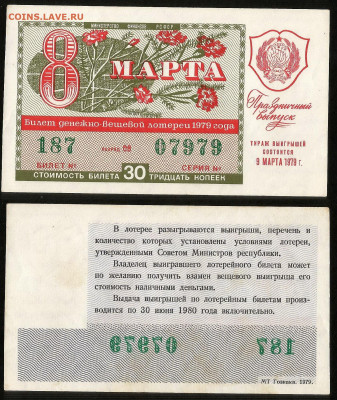 COINS.LAVE.RU
МИНИСТЕРСТВО ФИНАНСОВ РСФСР
8 МАРТА
Билет денежно-вещевой лотереи 1979 года
187 РАЗРЯД 07979
БИЛЕТ № СЕРИЯ №
СТОИМОСТЬ БИЛЕТА 30 ТРИДЦАТЬ КОПЕЕК
Праздничный
выпуск
ТИРАЖ ВЫИГРЫШЕЙ
СОСТОИТСЯ
9 МАРТА 1979 г.
В лотерее разыгрываются выигрыши, перечень и
количество которых установлены условиями лотереи,
утвержденными Советом Министров республики.
Владелец выигравшего лотерейного билета может
по желанию получить взамен вещевого выигрыша его
стоимость наличными деньгами.
Выдача выигрышей по лотерейным билетам произ-
водится по 30 июня 1980 года включительно.
07979 187
МТ Гознака. 1979.